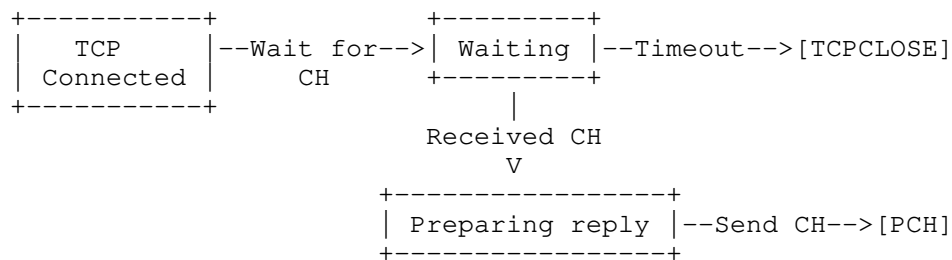 +-----------+                    +---------+
|    TCP    |--Wait for-->| Waiting |--Timeout-->[TCPCLOSE]
| Connected |     CH      +---------+
+-----------+                  |
                          Received CH
                               V
                       +-----------------+
                       | Preparing reply |--Send CH-->[PCH]
                       +-----------------+